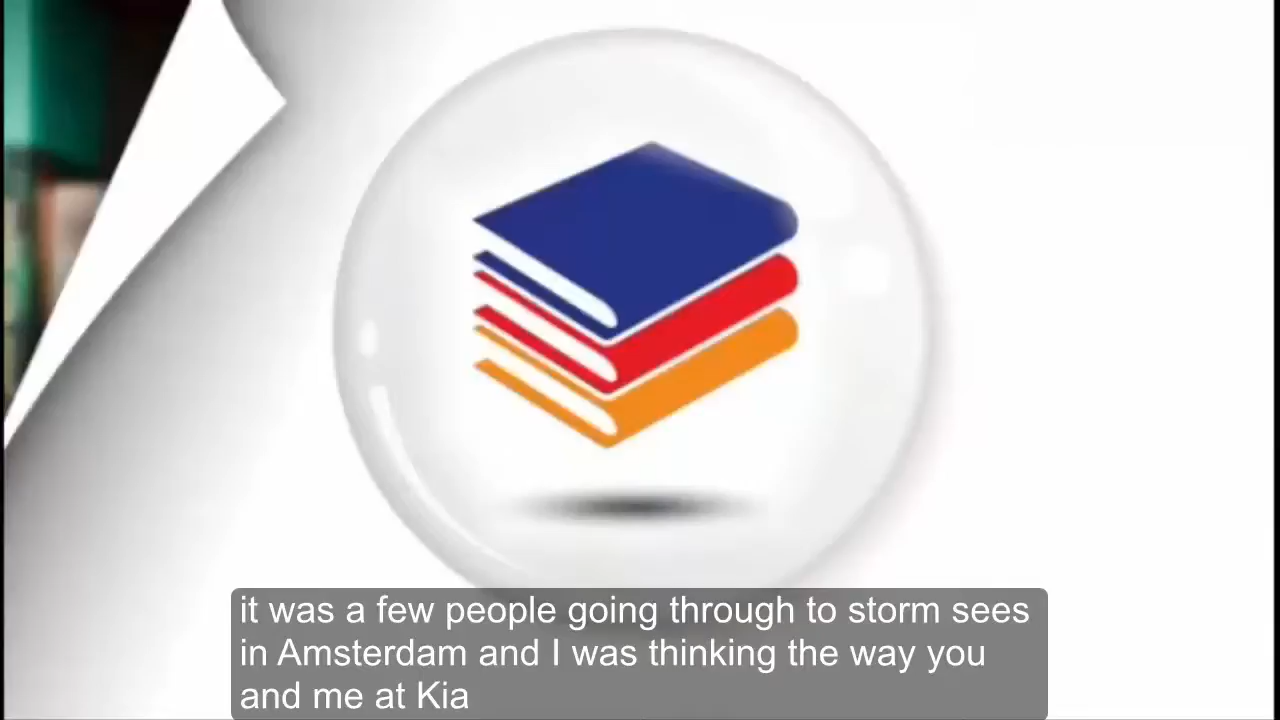 it was a few people going through to storm sees
in Amsterdam and I was thinking the way you
and me at Kia